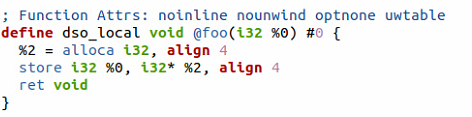 ; Function Attrs: noinline nounwind optnone uwtable
define dso_local void @foo(i32 %0) #0 {
  %2 = alloca i32, align 4
  store i32 %0, i32* %2, align 4
  ret void
}